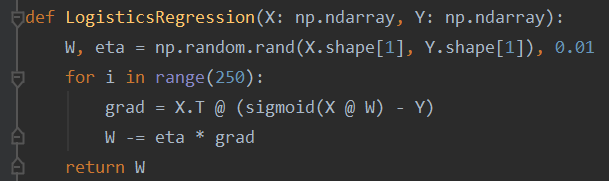 def LogisticsRegression(X: np.ndarray, Y: np.ndarray):
W, eta = np.random.rand(X.shape[1], Y.shape[1]), 0.01
for i in range(250):
grad = X.T @ (sigmoid(X @ W) - Y)
W -= eta * grad
return W